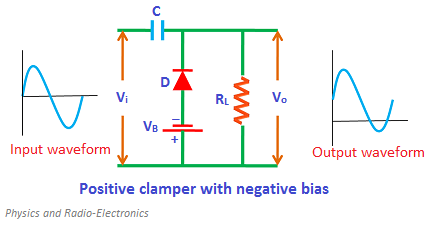 C
D
Vi
RL
Vo
VB
−
+
Input waveform
Output waveform
Positive clamper with negative bias
Physics and Radio-Electronics